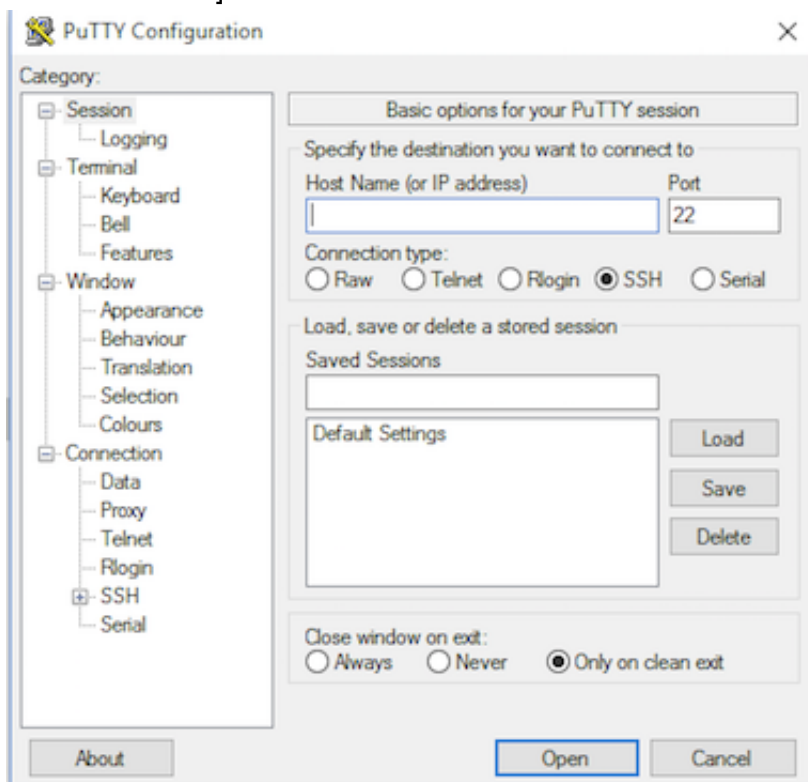 ]
PuTTY Configuration
Category:
Session
Logging
Terminal
Keyboard
Bell
Features
Window
Appearance
Behaviour
Translation
Selection
Colours
Connection
Data
Proxy
Telnet
Rlogin
SSH
Serial
Basic options for your PuTTY session
Specify the destination you want to connect to
Host Name (or IP address) Port
22
Connection type:
Raw Telnet Rlogin SSH Serial
Load, save or delete a stored session
Saved Sessions
Default Settings
Load
Save
Delete
Close window on exit:
Always Never Only on clean exit
About Open Cancel